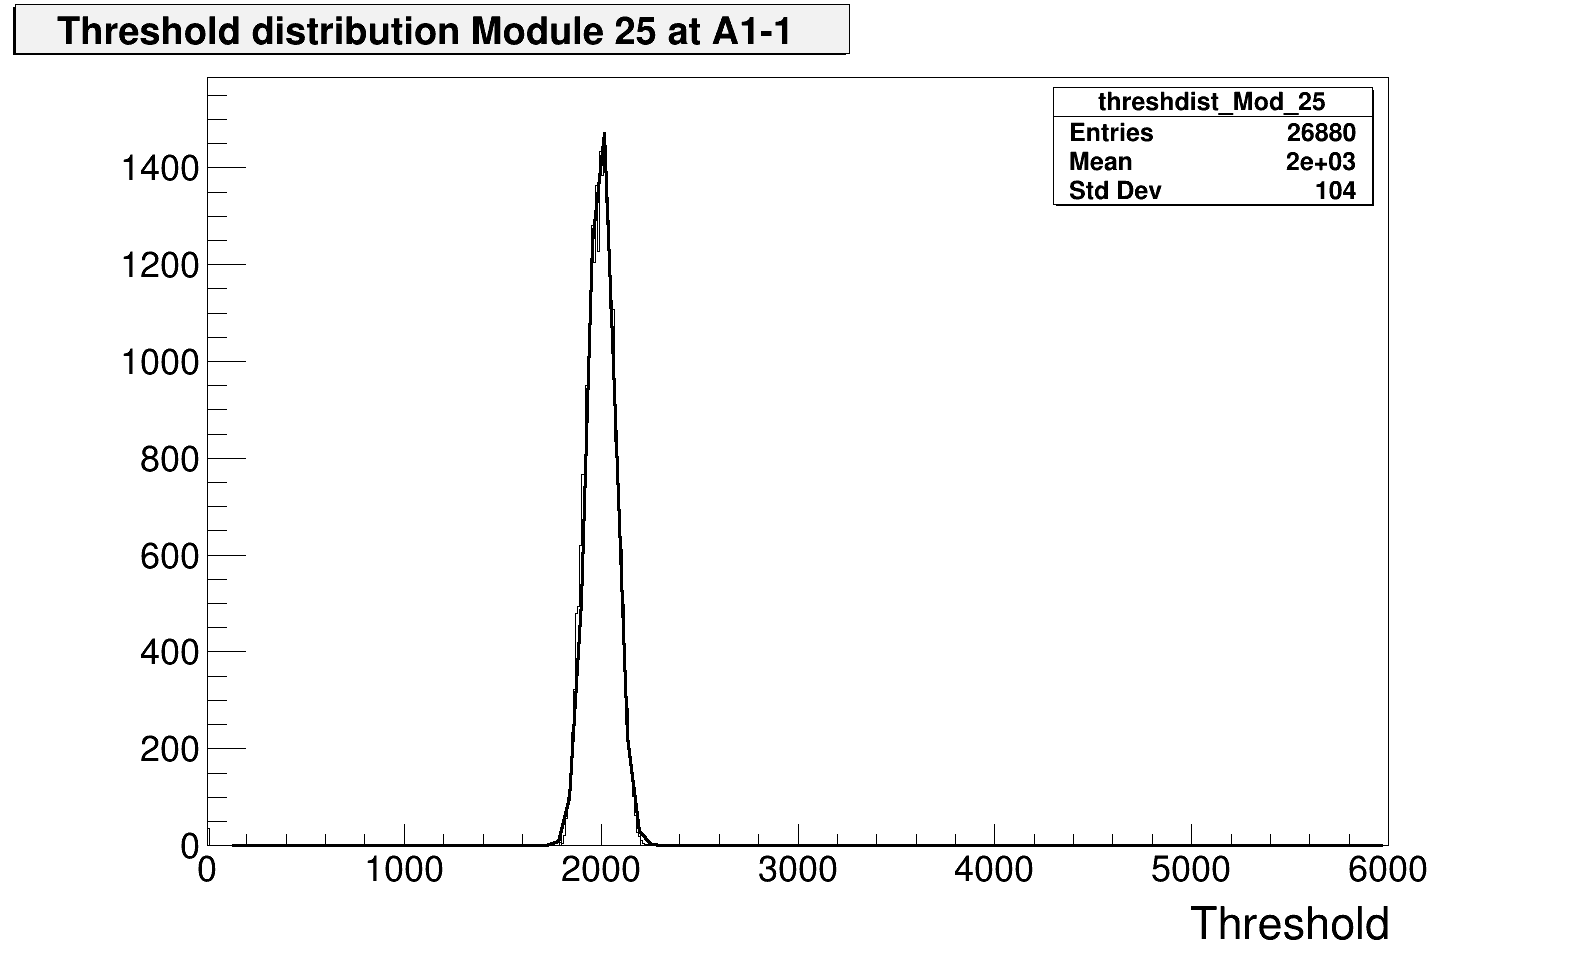 Threshold distribution Module 25 at A1-1
threshdist_Mod_25
Entries 26880
Mean 2e+03
Std Dev 104
1400
1200
1000
800
600
400
200
0
0 1000 2000 3000 4000 5000 6000
Threshold